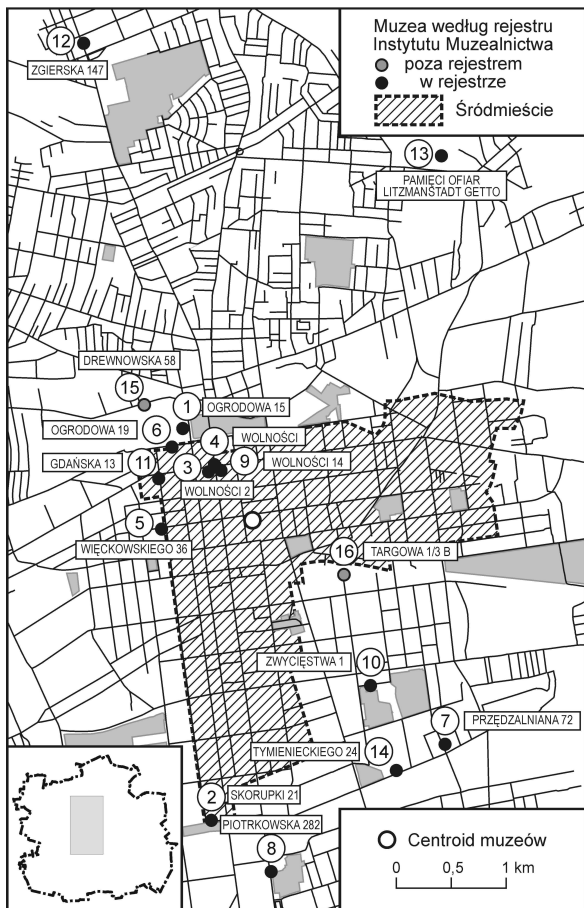 12
ZGIERSKA 147
Muzea według rejestru
Instytutu Muzealnictwa
poza rejestrem
w rejestrze
Śródmieście
13
PAMIĘCI OFIAR
LITZMANSTADT GETTO
DREWNOWSKA 58
15
1
OGRODOWA 15
OGRODOWA 19
6
4
WOLNOŚCI
GDAŃSKA 13
11
3
9
WOLNOŚCI 14
WOLNOŚCI 2
5
WIĘCKOWSKIEGO 36
16
TARGOWA 1/3 B
ZWYCIĘSTWA 1
10
7
PRZĘDZALNIANA 72
TYMIENIECKIEGO 24
14
2
SKORUPKI 21
PIOTRKOWSKA 282
8
Centroid muzeów
0 0,5 1 km